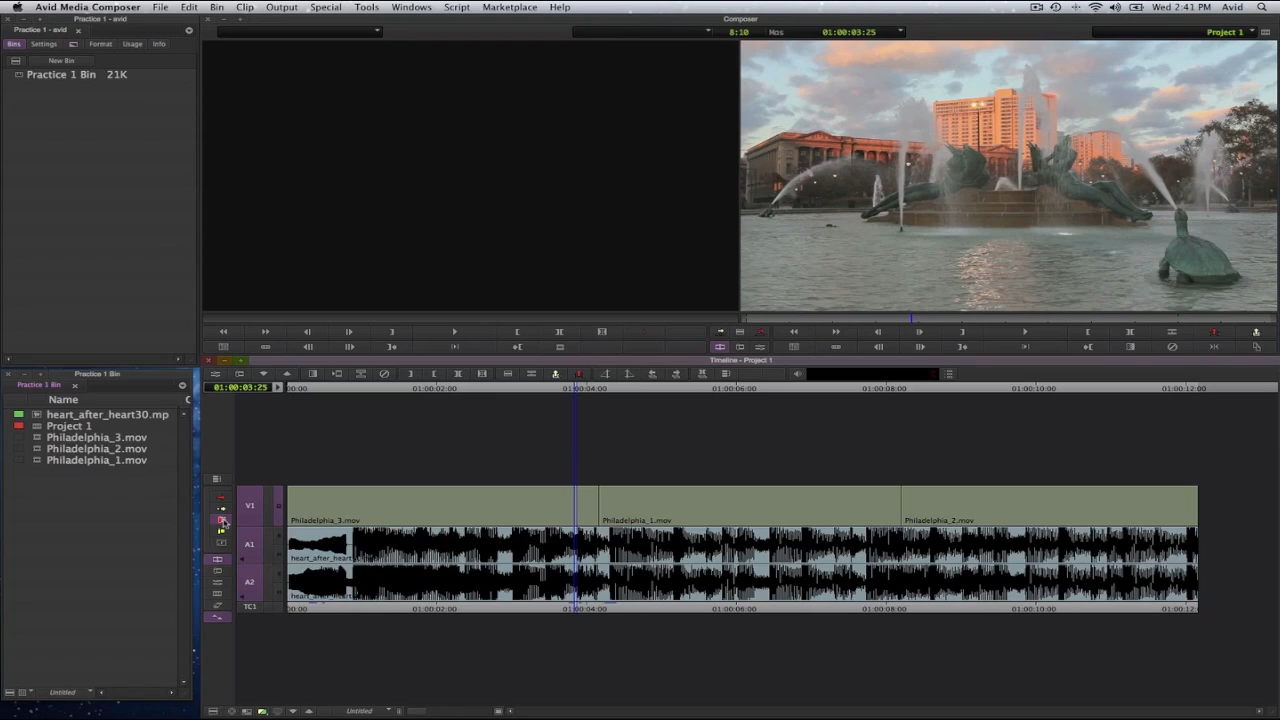 Avid Media Composer File Edit Bin Clip Output Special Tools Windows Script Marketplace Help Wed 2:41 PM Avid
Practice 1 - avid
Composer
Practice 1 - avid
8:10 Mas 01:00:03:25 Project 1
Bins Settings Format Usage Info
New Bin
Practice 1 Bin 21K
Timeline - Project 1
Practice 1 Bin
Practice 1 Bin
01:00:03:25 00:00 01:00:02:00 01:00:04:00 01:00:06:00 01:00:08:00 01:00:10:00 01:00:12:00
Name C
heart_after_heart30.mp
Project 1
Philadelphia_3.mov
Philadelphia_2.mov
Philadelphia_1.mov
V1
Philadelphia_3.mov Philadelphia_1.mov Philadelphia_2.mov
A1
heart_after_heart
A2
heart_after_heart
TC1 00:00 01:00:02:00 01:00:04:00 01:00:06:00 01:00:08:00 01:00:10:00 01:00:12:
Untitled
Untitled